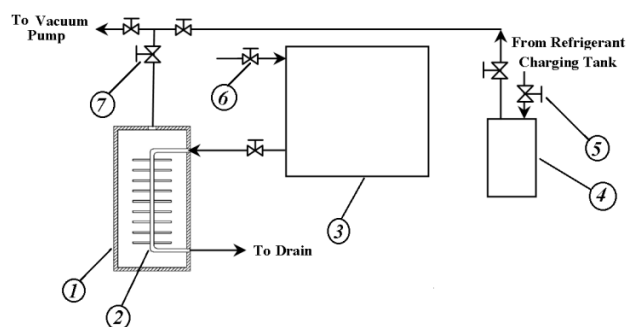 To Vacuum
Pump
From Refrigerant
Charging Tank
7
6
5
4
3
To Drain
1
2